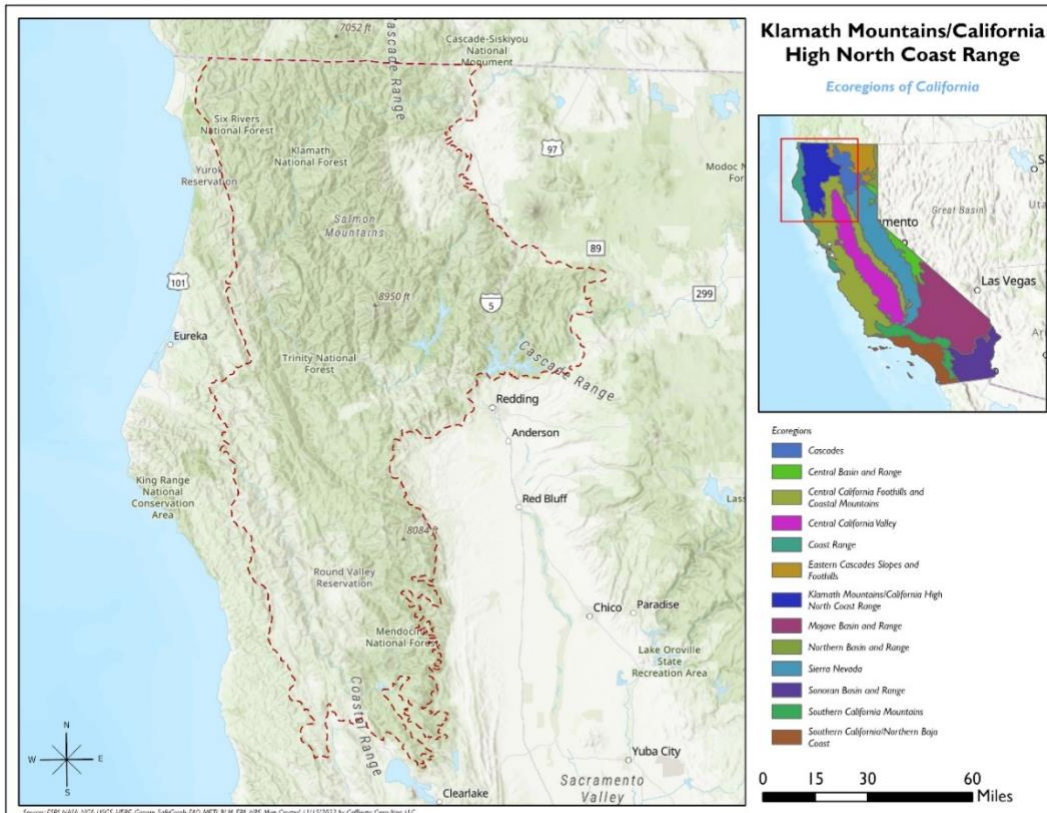 7052 ft
Cascade Range
Cascade-Siskiyou
National
Monument
Six Rivers
National Forest
Klamath
National Forest
97
Yurok
Reservation
Modoc N
For
Salmon
Mountains
89
101
8950 ft
5
299
Eureka
Trinity National
Forest
Cascade Range
Redding
Anderson
King Range
National
Conservation
Area
Red Bluff
Lass
8084 ft
Round Valley
Reservation
Chico
Paradise
Mendocino
National Forest
Lake Oroville
State
Recreation Area
Coastal Range
N
W
E
S
Yuba City
Sacramento
Valley
Clearlake
Klamath Mountains/California
High North Coast Range
Ecoregions of California
Great Basin
Uta
mento
Las Vegas
Ecoregions
Cascades
Central Basin and Range
Central California Foothills and
Coastal Mountains
Central California Valley
Coast Range
Eastern Cascades Slopes and
Foothills
Klamath Mountains/California High
North Coast Range
Mojave Basin and Range
Northern Basin and Range
Sierra Nevada
Sonoran Basin and Range
Southern California Mountains
Southern California/Northern Baja
Coast
0 15 30 60
Miles